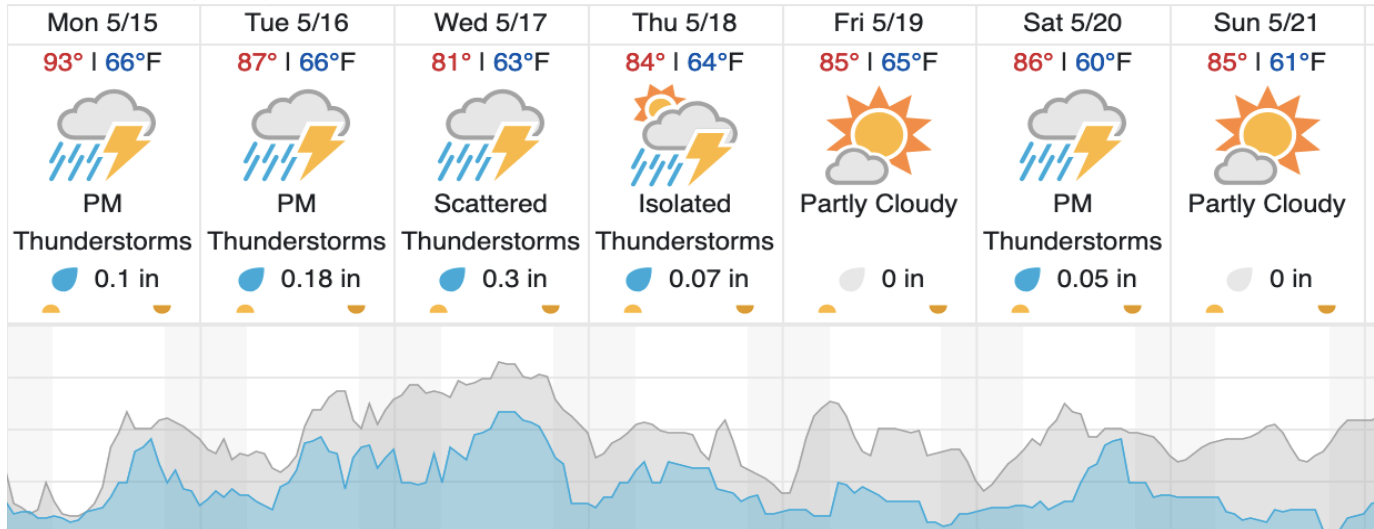 Mon 5/15
Tue 5/16
Wed 5/17
Thu 5/18
Fri 5/19
Sat 5/20
Sun 5/21
93° | 66°F
87° | 66°F
81° | 63°F
84° | 64°F
85° | 65°F
86° | 60°F
85° | 61°F
PM
PM
Scattered
Isolated
Partly Cloudy
PM
Partly Cloudy
Thunderstorms
Thunderstorms
Thunderstorms
Thunderstorms
Thunderstorms
0.1 in
0.18 in
0.3 in
0.07 in
0 in
0.05 in
0 in